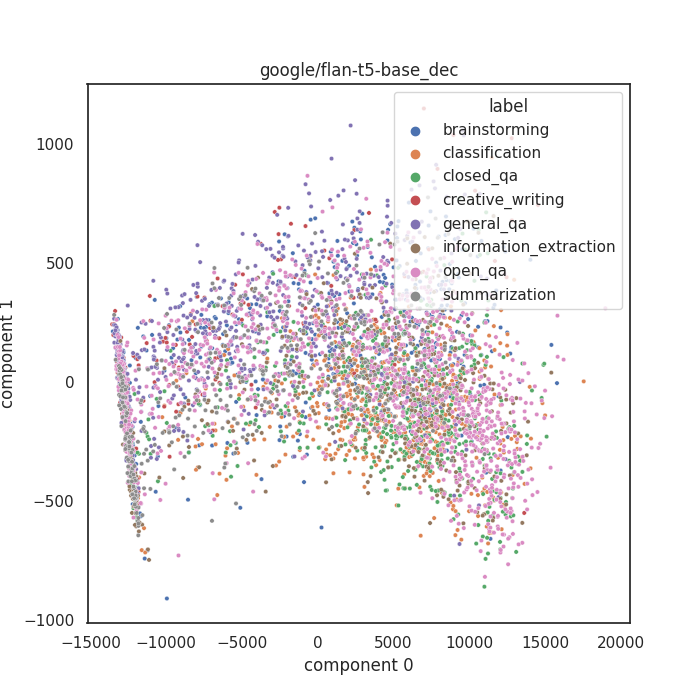 google/flan-t5-base_dec
label
brainstorming
classification
closed_qa
creative_writing
general_qa
information_extraction
open_qa
summarization
component 1
1000
500
0
−500
−1000
−15000 −10000 −5000 0 5000 10000 15000 20000
component 0